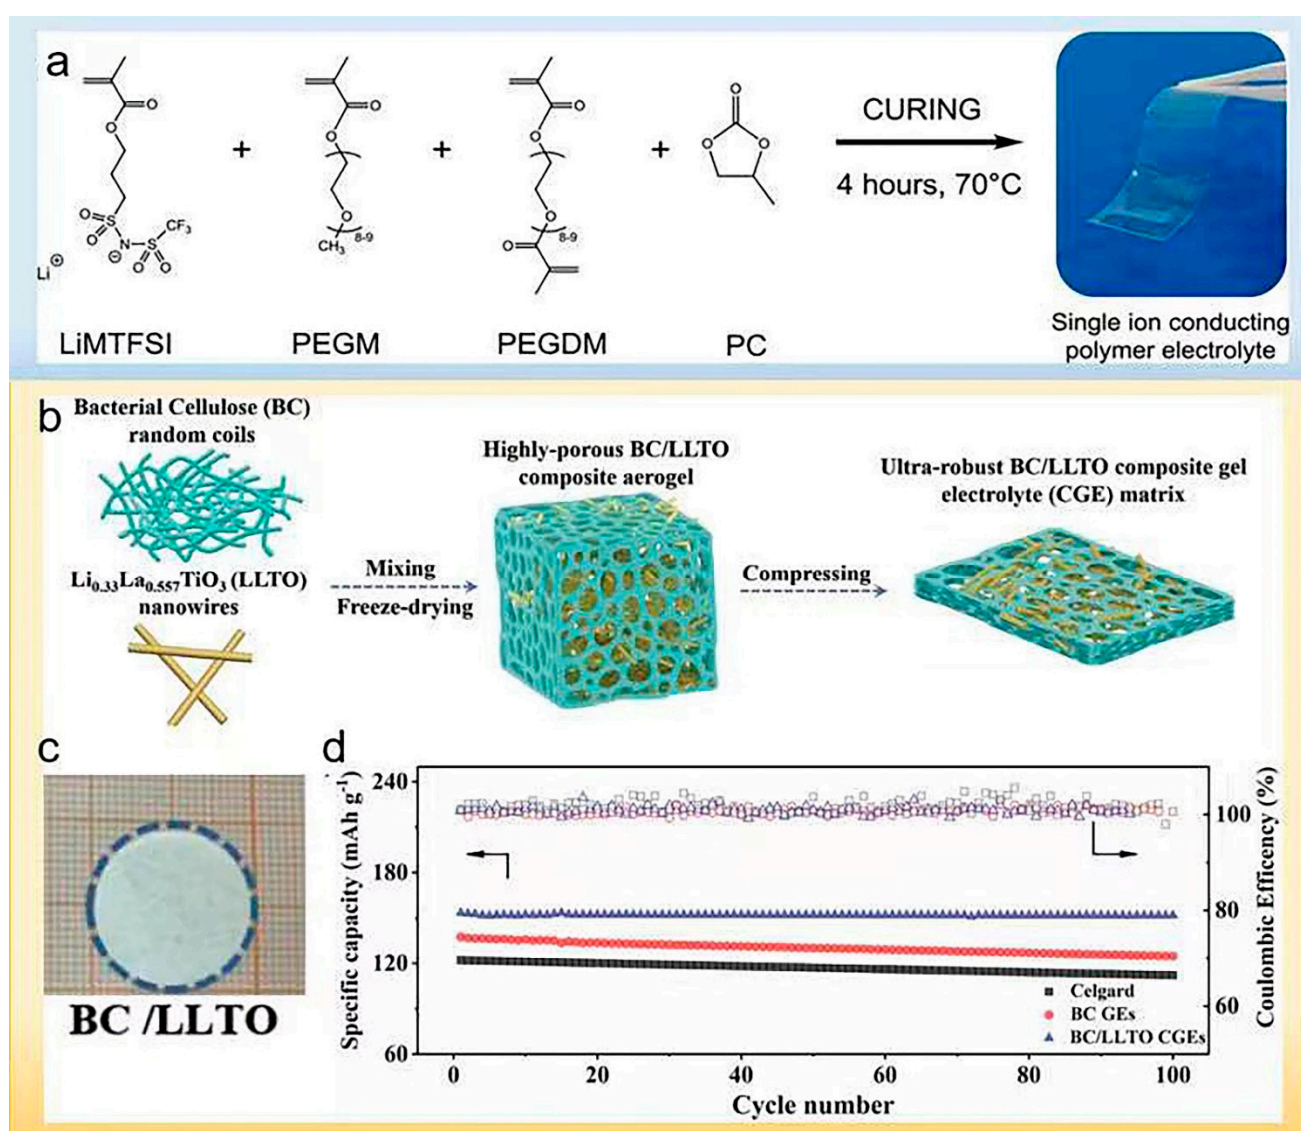 a
O
O
O
S
O
N
⊖
S
CF₃
O
O
Li⊕
+
O
O
O
8-9
CH₃
+
O
O
O
8-9
O
+
O
O
O
CURING
4 hours, 70°C
LiMTFSI
PEGM
PEGDM
PC
Single ion conducting
polymer electrolyte
b
Bacterial Cellulose (BC)
random coils
Li₀.₃₃La₀.₅₅₇TiO₃ (LLTO)
nanowires
Mixing
Freeze-drying
Highly-porous BC/LLTO
composite aerogel
Compressing
Ultra-robust BC/LLTO composite gel
electrolyte (CGE) matrix
c
BC /LLTO
d
Specific capacity (mAh g⁻¹)
240
180
120
60
Coulombic Efficency (%)
100
80
60
Celgard
BC GEs
BC/LLTO CGEs
0 20 40 60 80 100
Cycle number